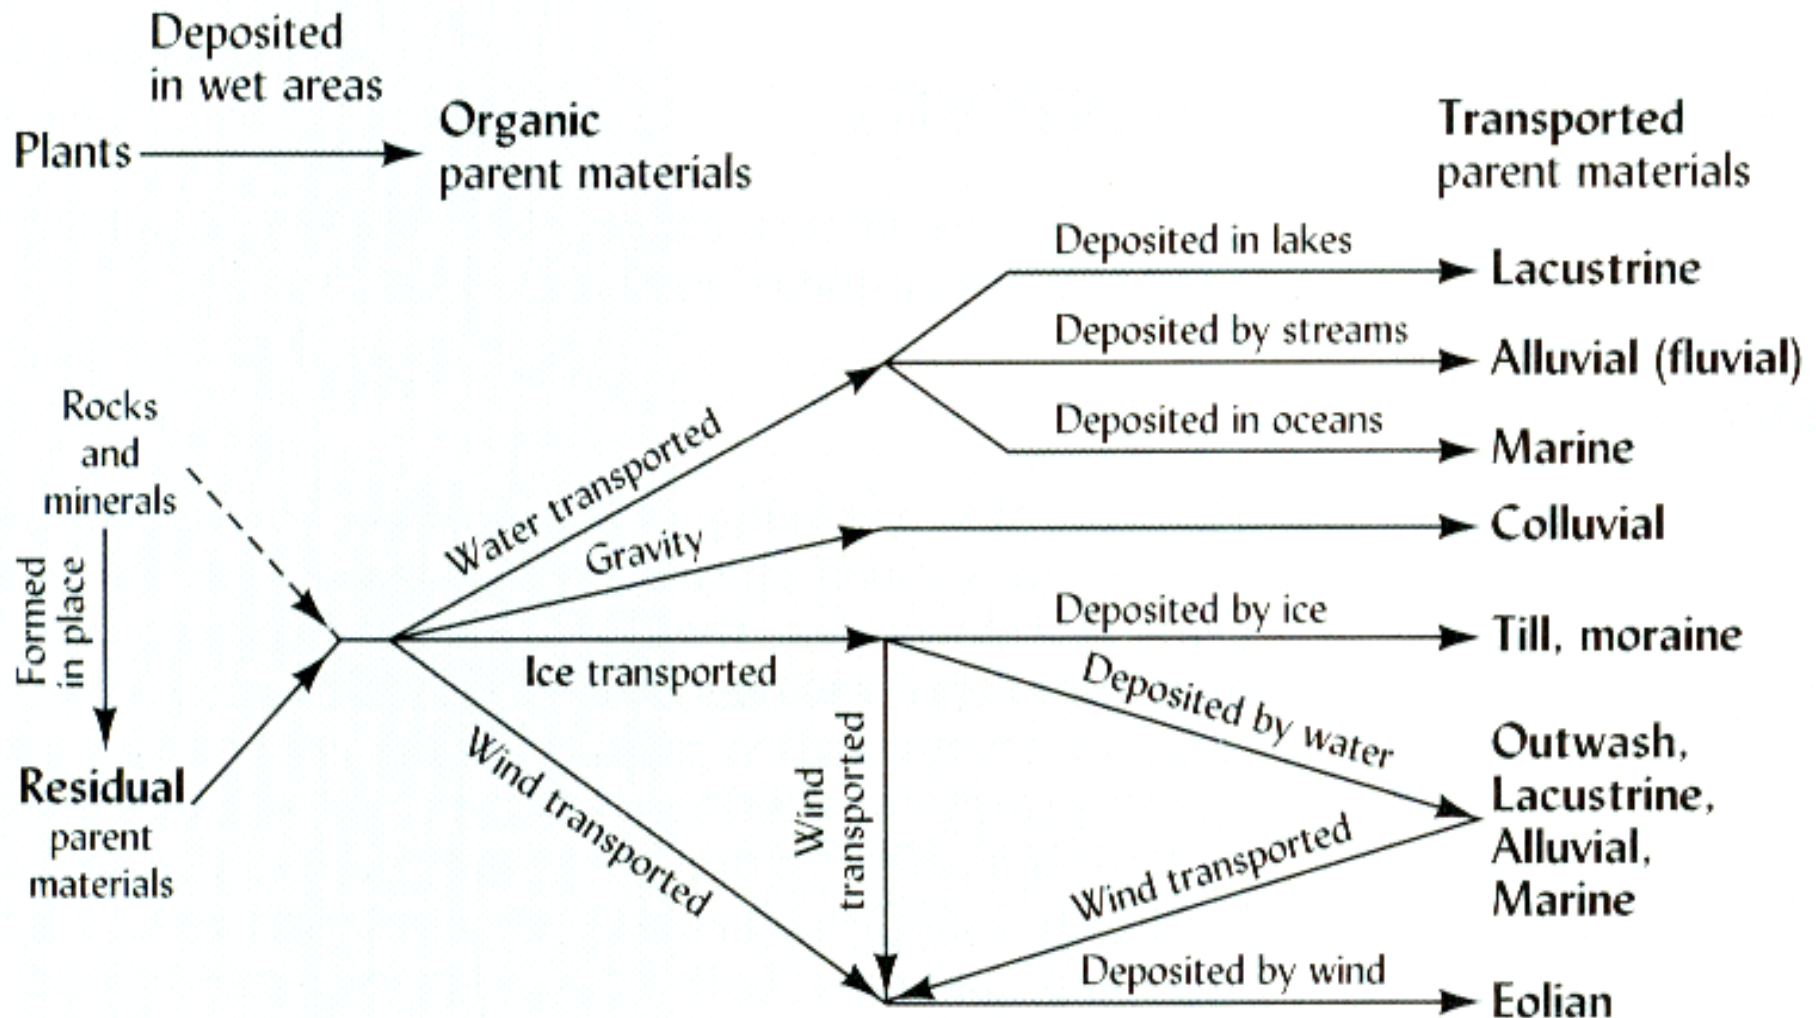 Deposited
in wet areas
Plants
Organic
parent materials
Transported
parent materials
Deposited in lakes
Lacustrine
Deposited by streams
Alluvial (fluvial)
Deposited in oceans
Marine
Rocks
and
minerals
Water transported
Gravity
Colluvial
Formed
in place
Deposited by ice
Till, moraine
Ice transported
Deposited by water
Residual
parent
materials
Wind transported
Wind
transported
Outwash,
Lacustrine,
Alluvial,
Marine
Wind transported
Deposited by wind
Eolian